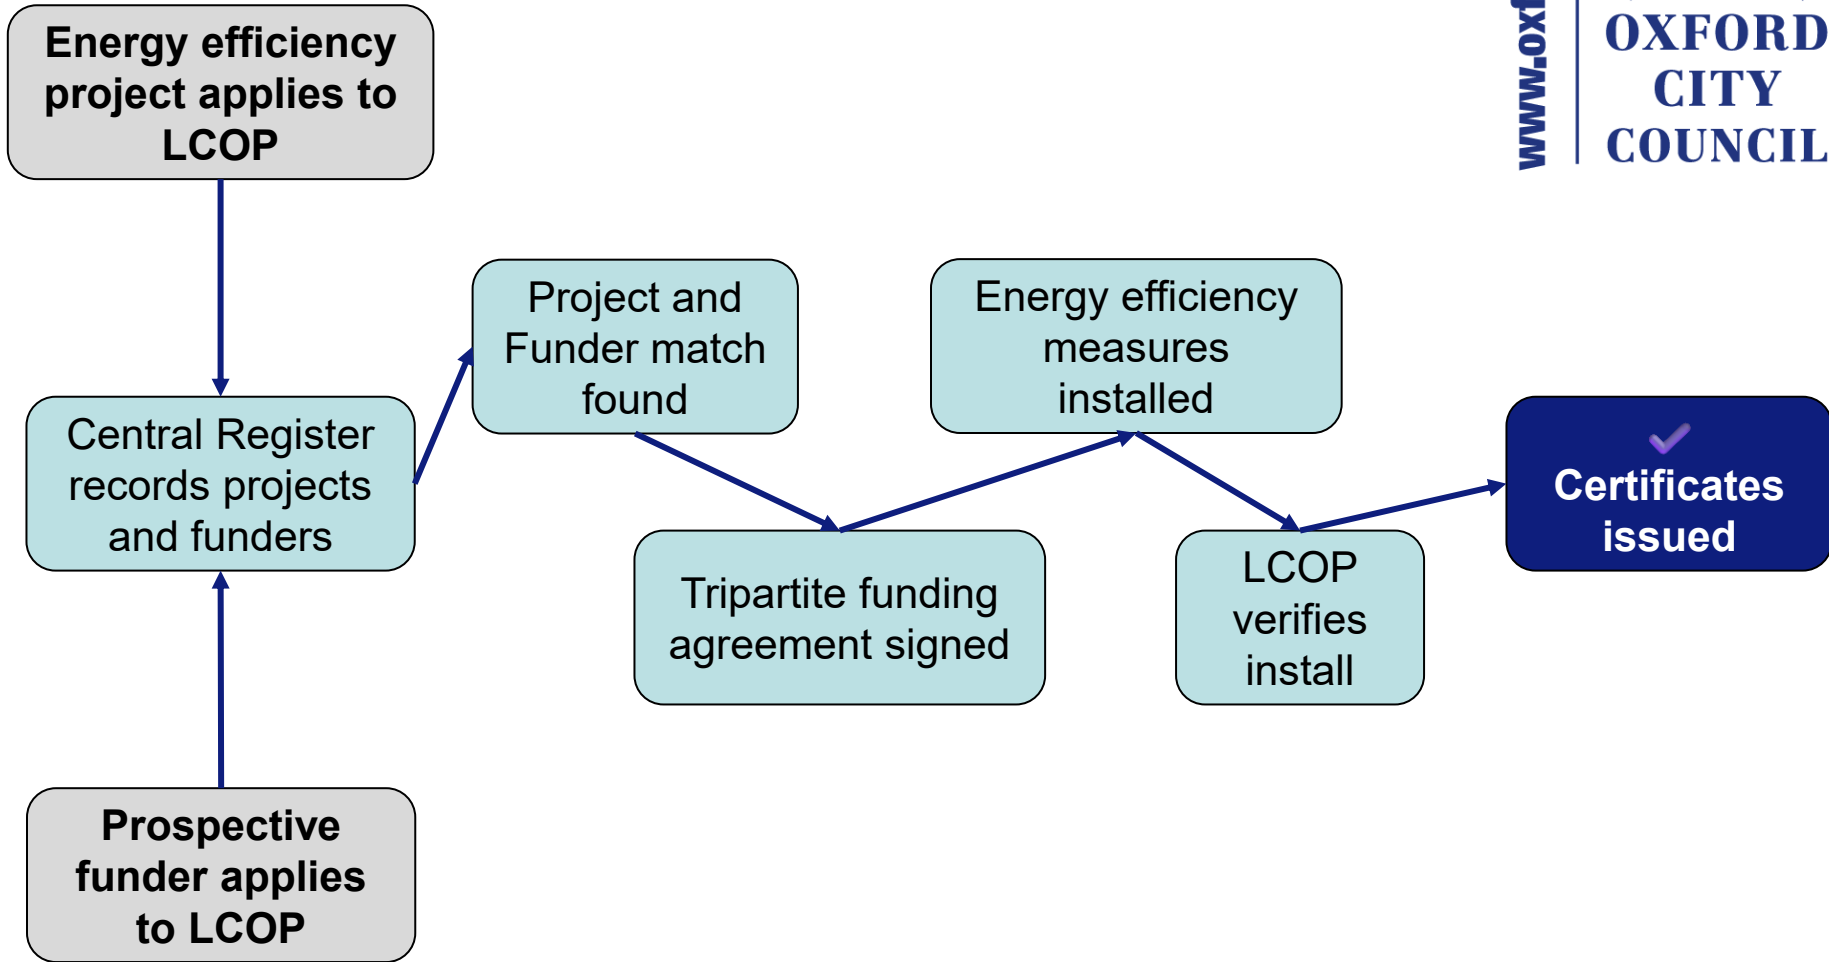 Energy efficiency
project applies to
LCOP
OXFORD
CITY
COUNCIL
Project and
Funder match
found
Energy efficiency
measures
installed
Central Register
records projects
and funders
Certificates
issued
Tripartite funding
agreement signed
LCOP
verifies
install
Prospective
funder applies
to LCOP